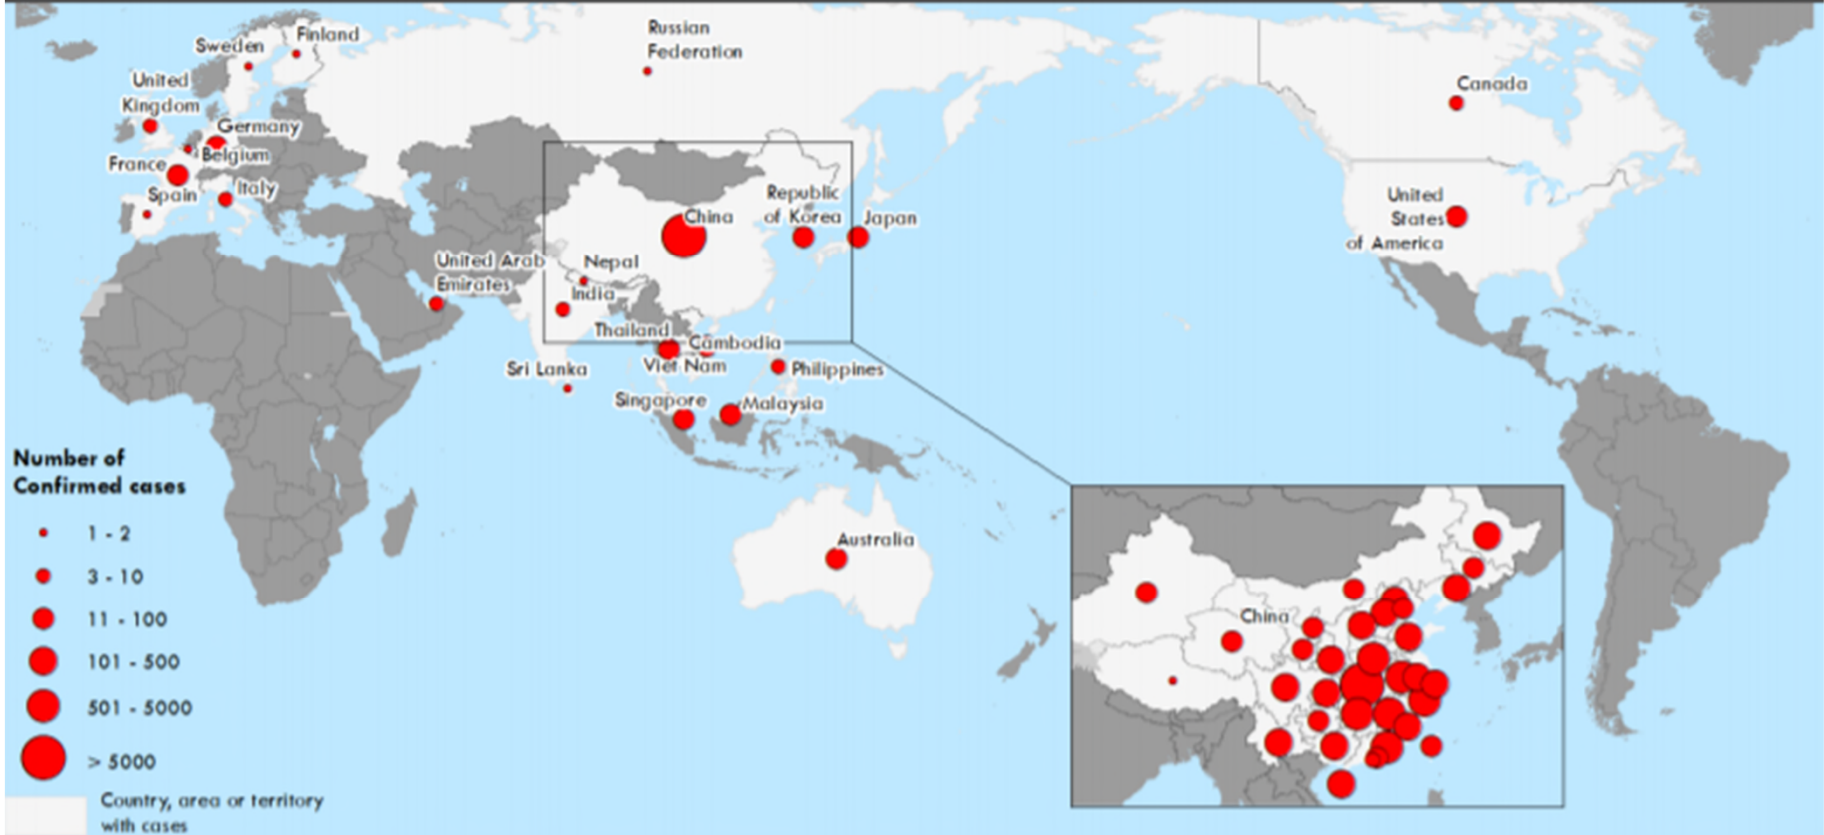 Sweden
Finland
Russian
Federation
United
Kingdom
Germany
Belgium
France
Spain
Italy
Canada
United
States
of America
Republic
of Korea
Japan
China
United Arab
Emirates
Nepal
India
Thailand
Cambodia
Viet Nam
Sri Lanka
Philippines
Singapore
Malaysia
Australia
China
Number of
Confirmed cases
1 - 2
3 - 10
11 - 100
101 - 500
501 - 5000
> 5000
Country, area or territory
with cases